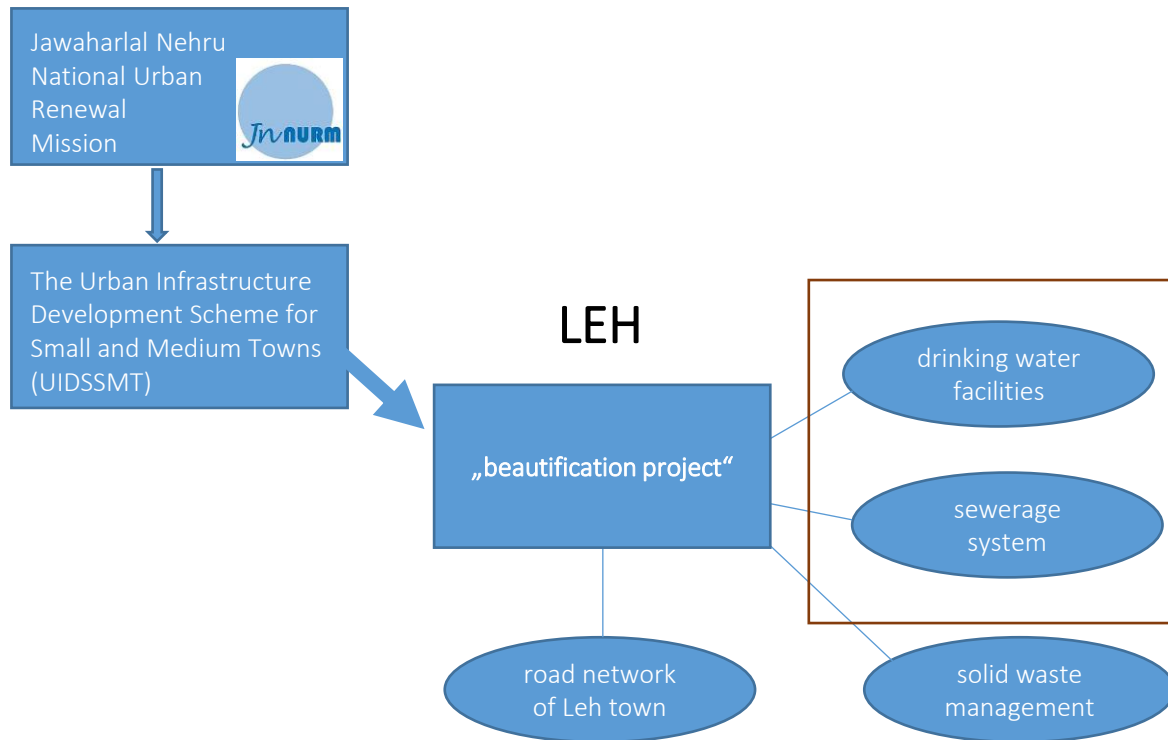 Jawaharlal Nehru
National Urban
Renewal
Mission
JnNURM
The Urban Infrastructure
Development Scheme for
Small and Medium Towns
(UIDSSMT)
LEH
„beautification project“
drinking water
facilities
sewerage
system
road network
of Leh town
solid waste
management